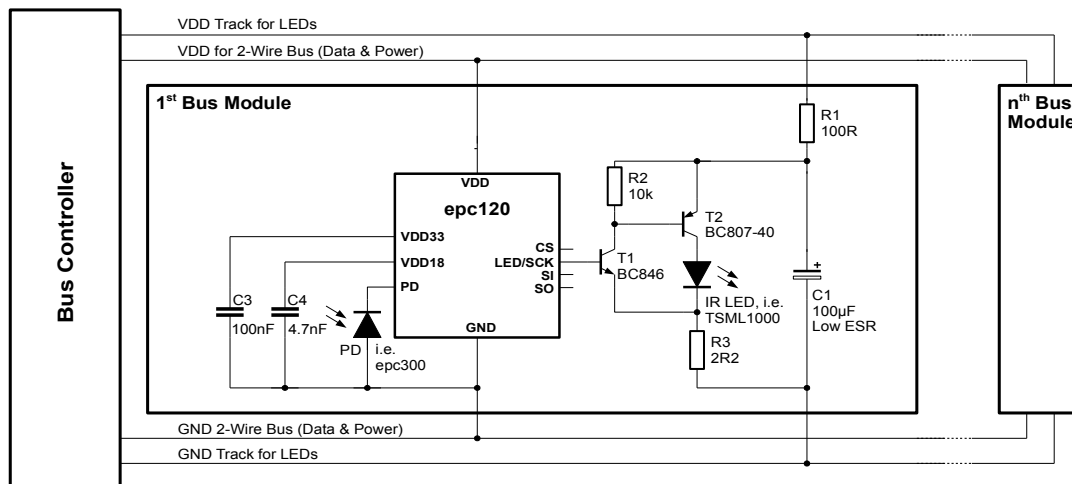 VDD Track for LEDs
VDD for 2-Wire Bus (Data & Power)
Bus Controller
1st Bus Module
nth Bus
Module
R1
100R
VDD
epc120
R2
10k
T2
BC807-40
VDD33
CS
VDD18
LED/SCK
T1
BC846
PD
SI
SO
C3
100nF
C4
4.7nF
GND
IR LED, i.e.
TSML1000
+
C1
100µF
Low ESR
PD
i.e.
epc300
R3
2R2
GND 2-Wire Bus (Data & Power)
GND Track for LEDs